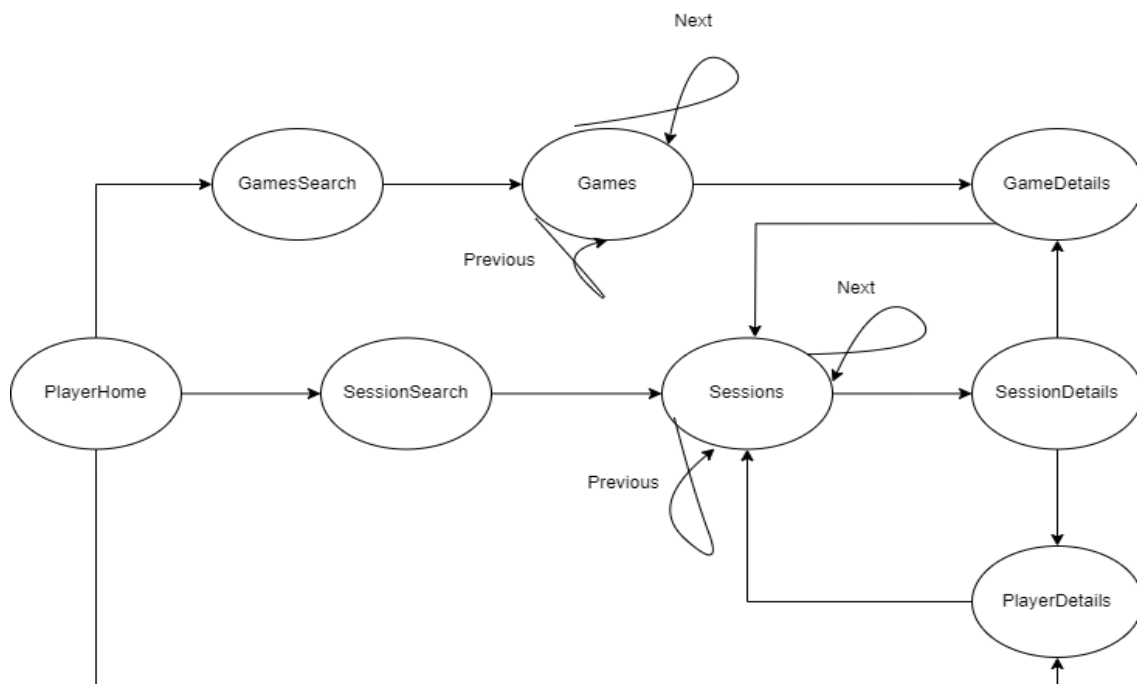 Next
GamesSearch
Games
GameDetails
Previous
Next
PlayerHome
SessionSearch
Sessions
SessionDetails
Previous
PlayerDetails